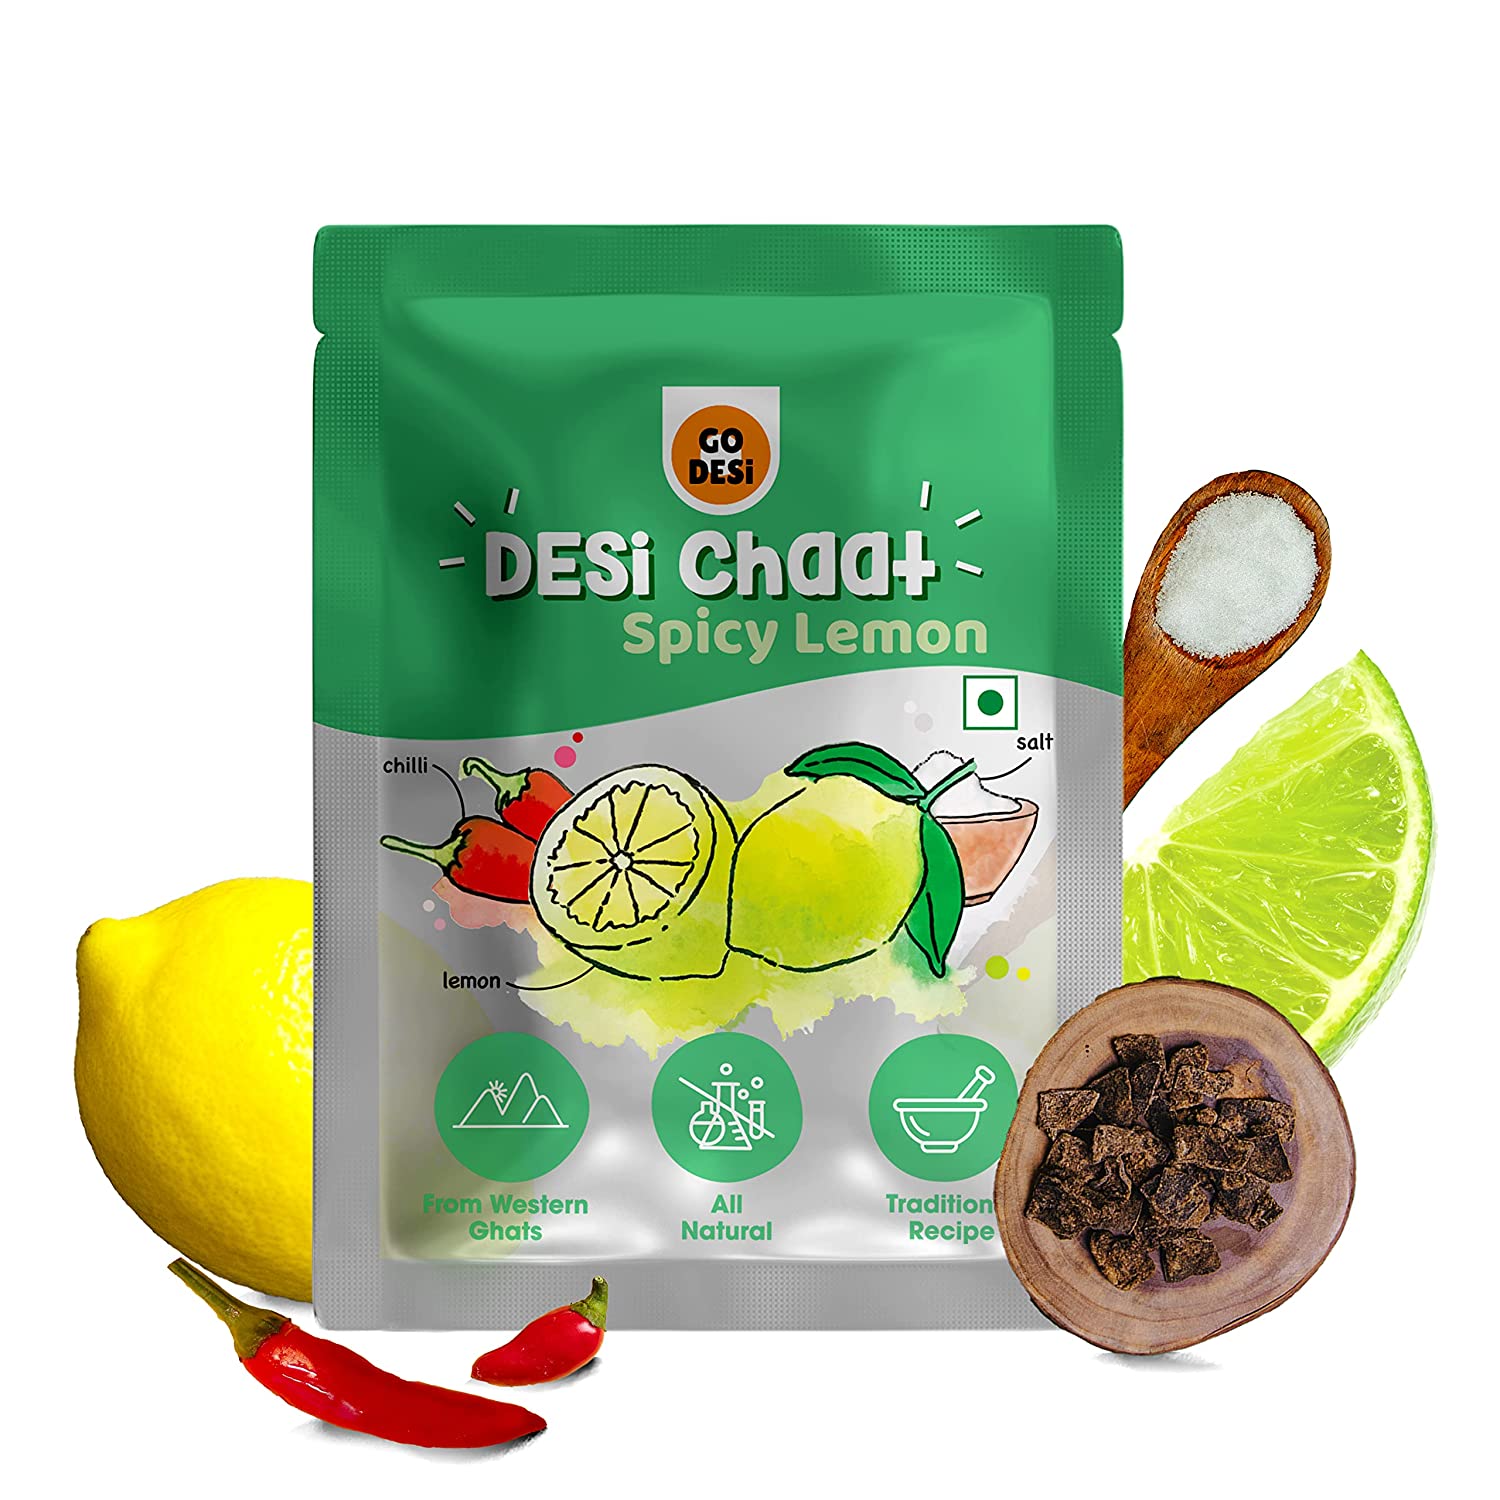 GO
DESi
DESi Chaat
Spicy Lemon
salt
chilli
lemon
From Western
Ghats
All
Natural
Tradition
Recipe